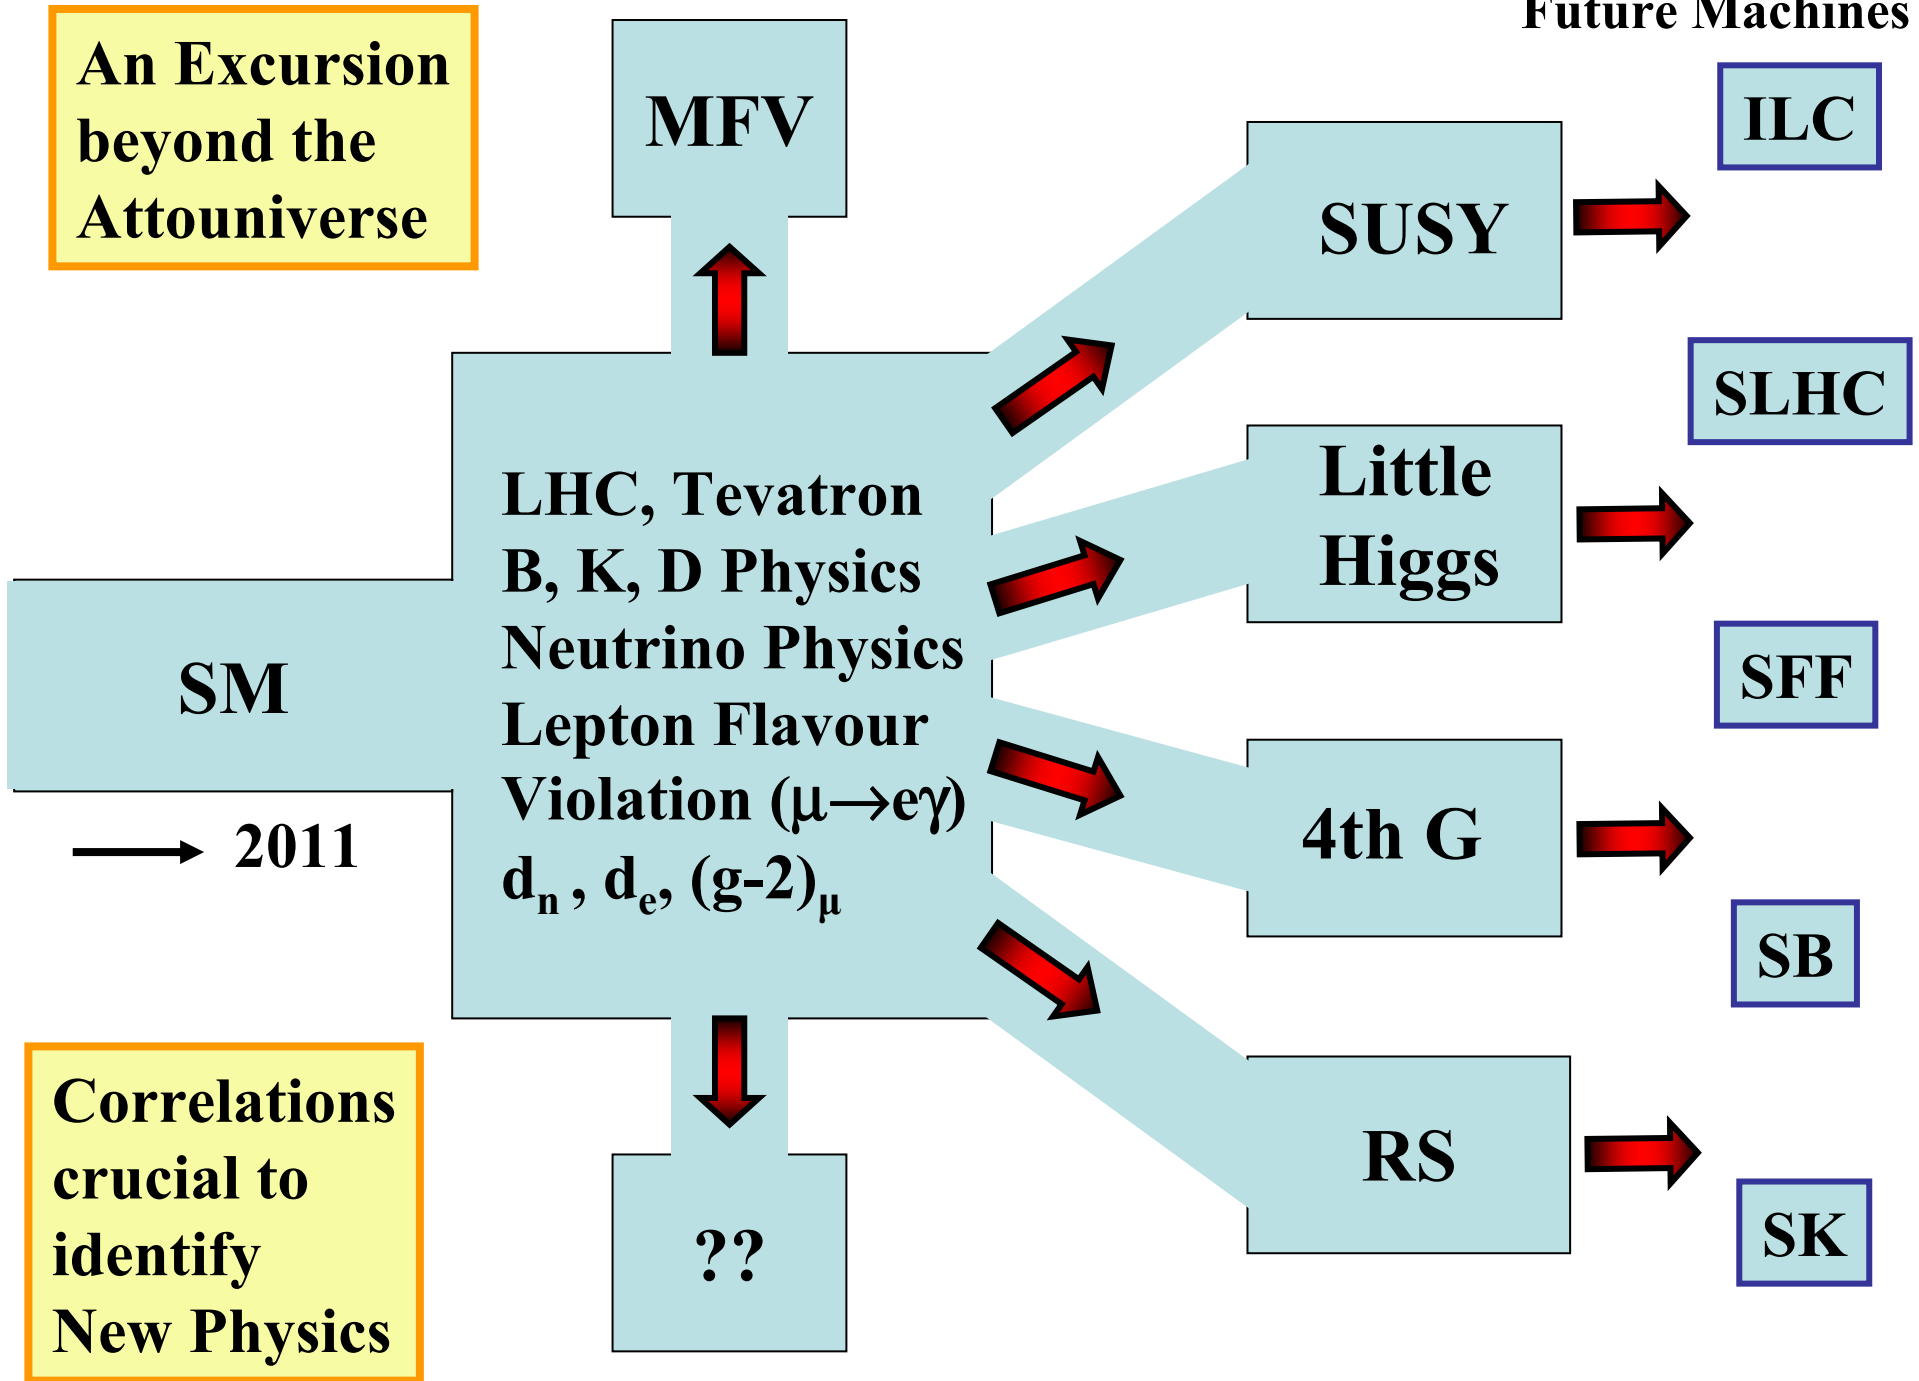 Future Machines
An Excursion
beyond the
Attouniverse
MFV
SUSY
ILC
SLHC
Little
Higgs
SFF
LHC, Tevatron
B, K, D Physics
Neutrino Physics
Lepton Flavour
Violation (μ→eγ)
dₙ , dₑ, (g-2)μ
SM
→ 2011
4th G
SB
RS
SK
??
Correlations
crucial to
identify
New Physics